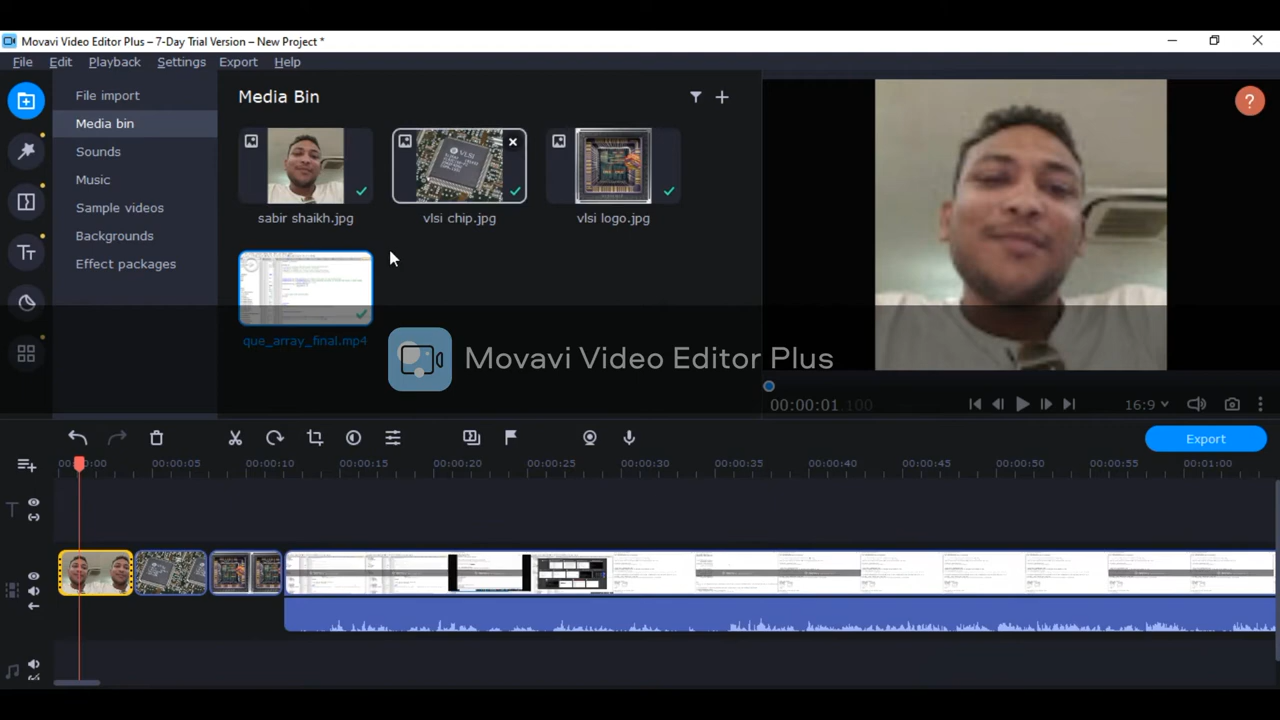 Movavi Video Editor Plus – 7-Day Trial Version – New Project *
File Edit Playback Settings Export Help
File import
Media bin
Sounds
Music
Sample videos
Backgrounds
Effect packages
Media Bin
VLSI
sabir shaikh.jpg
vlsi chip.jpg
vlsi logo.jpg
que_array_final.mp4
Movavi Video Editor Plus
?
00:00:01.100
16:9
Export
00:00:05 00:00:10 00:00:15 00:00:20 00:00:25 00:00:30 00:00:35 00:00:40 00:00:45 00:00:50 00:00:55 00:01:00